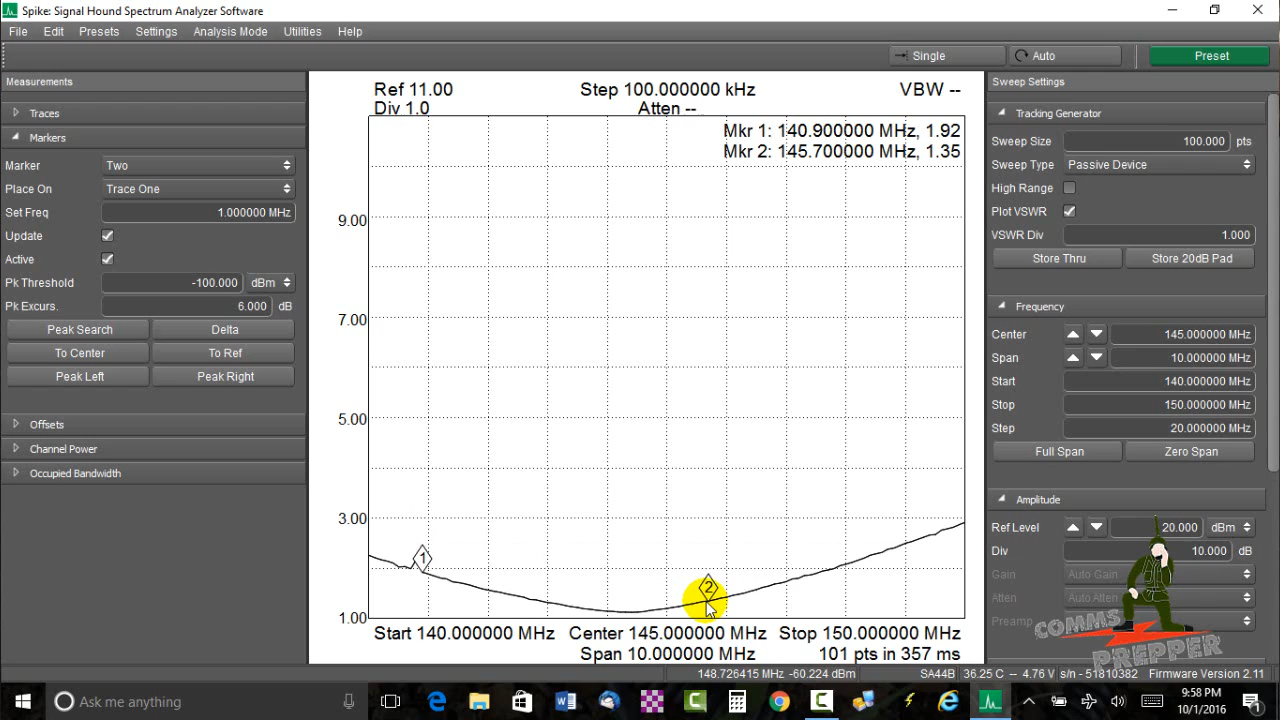 Spike: Signal Hound Spectrum Analyzer Software
File Edit Presets Settings Analysis Mode Utilities Help
Single Auto Preset
Measurements
Traces
Markers
Marker Two
Place On Trace One
Set Freq 1.000000 MHz
Update
Active
Pk Threshold -100.000 dBm
Pk Excurs. 6.000 dB
Peak Search Delta
To Center To Ref
Peak Left Peak Right
Offsets
Channel Power
Occupied Bandwidth
Ref 11.00 Step 100.000000 kHz VBW --
Div 1.0 Atten --
Mkr 1: 140.900000 MHz, 1.92
Mkr 2: 145.700000 MHz, 1.35
9.00
7.00
5.00
3.00
1.00
1
2
Start 140.000000 MHz Center 145.000000 MHz Stop 150.000000 MHz
Span 10.000000 MHz 101 pts in 357 ms
Sweep Settings
Tracking Generator
Sweep Size 100.000 pts
Sweep Type Passive Device
High Range
Plot VSWR
VSWR Div 1.000
Store Thru Store 20dB Pad
Frequency
Center 145.000000 MHz
Span 10.000000 MHz
Start 140.000000 MHz
Stop 150.000000 MHz
Step 20.000000 MHz
Full Span Zero Span
Amplitude
Ref Level 20.000 dBm
Div 10.000 dB
Gain Auto Gain
Atten Auto Atten
Preamp
COMMS
PREPPER
148.726415 MHz -60.224 dBm SA44B 36.25 C -- 4.76 V s/n - 51810382 Firmware Version 2.11
Ask me anything
9:58 PM
10/1/2016